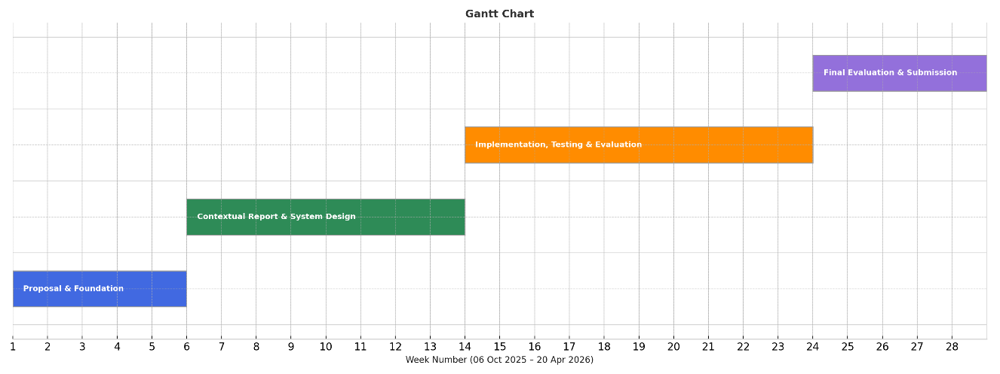 Gantt Chart
Final Evaluation & Submission
Implementation, Testing & Evaluation
Contextual Report & System Design
Proposal & Foundation
1 2 3 4 5 6 7 8 9 10 11 12 13 14 15 16 17 18 19 20 21 22 23 24 25 26 27 28
Week Number (06 Oct 2025 – 20 Apr 2026)